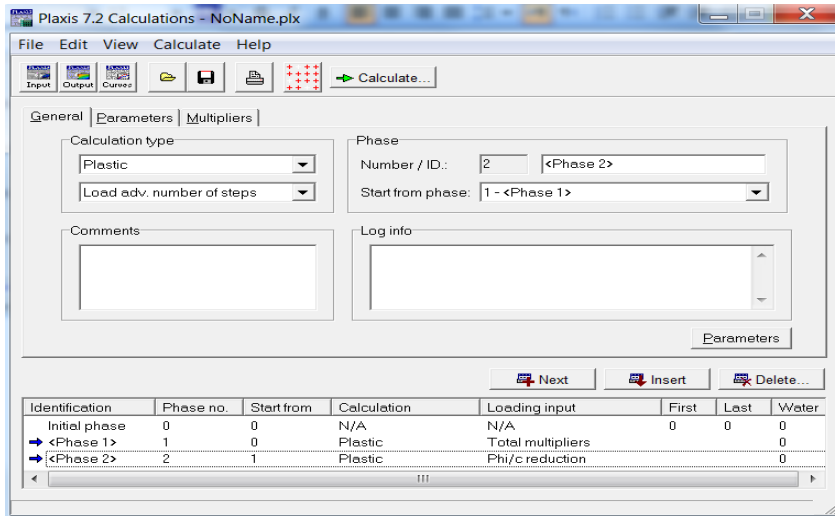 Plaxis 7.2 Calculations - NoName.plx
File Edit View Calculate Help
Input Output Curves Calculate...
General Parameters Multipliers
Calculation type
Plastic
Load adv. number of steps
Phase
Number / ID.: 2 <Phase 2>
Start from phase: 1 - <Phase 1>
Comments
Log info
Parameters
Next Insert Delete...
Identification Phase no. Start from Calculation Loading input First Last Water
Initial phase 0 0 N/A N/A 0 0 0
<Phase 1> 1 0 Plastic Total multipliers 0
<Phase 2> 2 1 Plastic Phi/c reduction 0